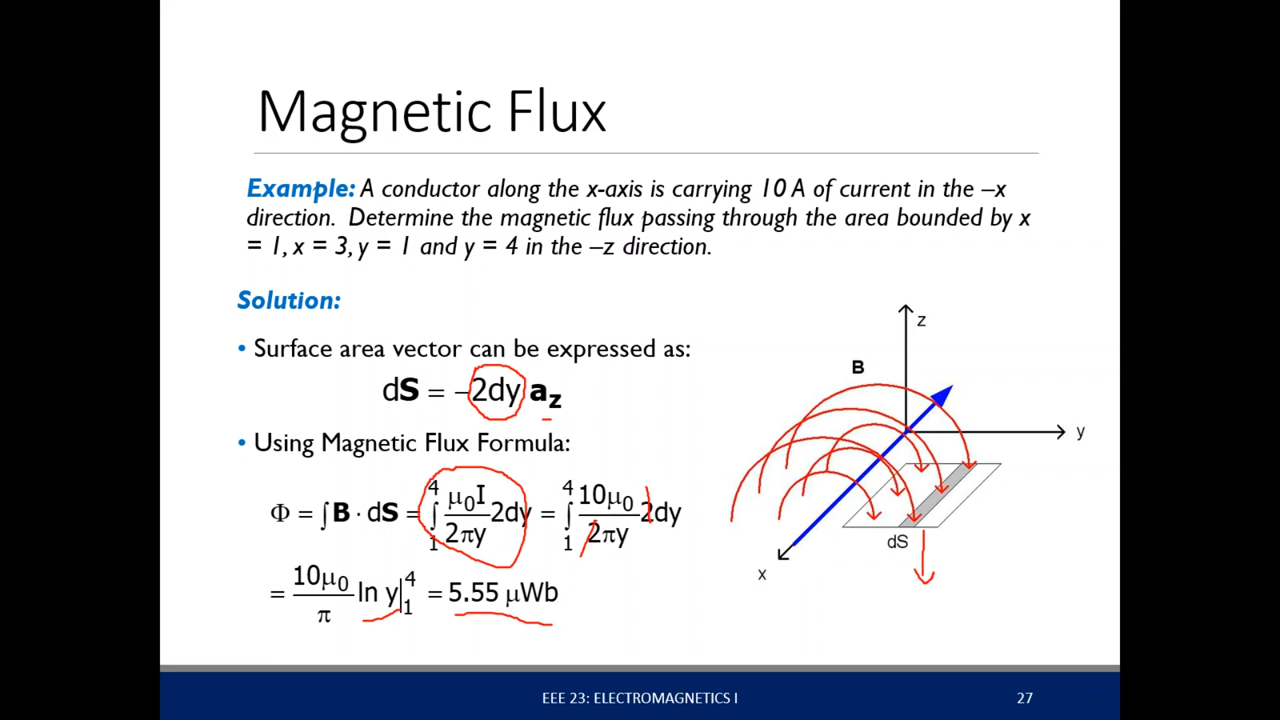 Magnetic Flux
Example: A conductor along the x-axis is carrying 10 A of current in the –x
direction. Determine the magnetic flux passing through the area bounded by x
= 1, x = 3, y = 1 and y = 4 in the –z direction.
Solution:
• Surface area vector can be expressed as:
dS = –2dy a_z
• Using Magnetic Flux Formula:
Φ = ∫B · dS = ∫₁⁴ μ₀I/2πy 2dy = ∫₁⁴ 10μ₀/2πy 2dy
= 10μ₀/π ln y|₁⁴ = 5.55 μWb
z
B
y
dS
x
EEE 23: ELECTROMAGNETICS I
27